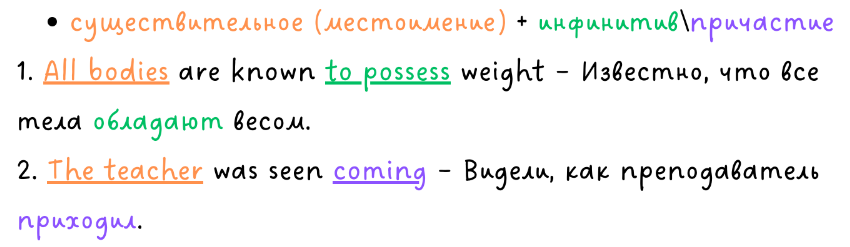 • существительное (местоимение) + инфинитив\причастие
1. All bodies are known to possess weight – Известно, что все
тела обладают весом.
2. The teacher was seen coming – Видели, как преподаватель
приходил.